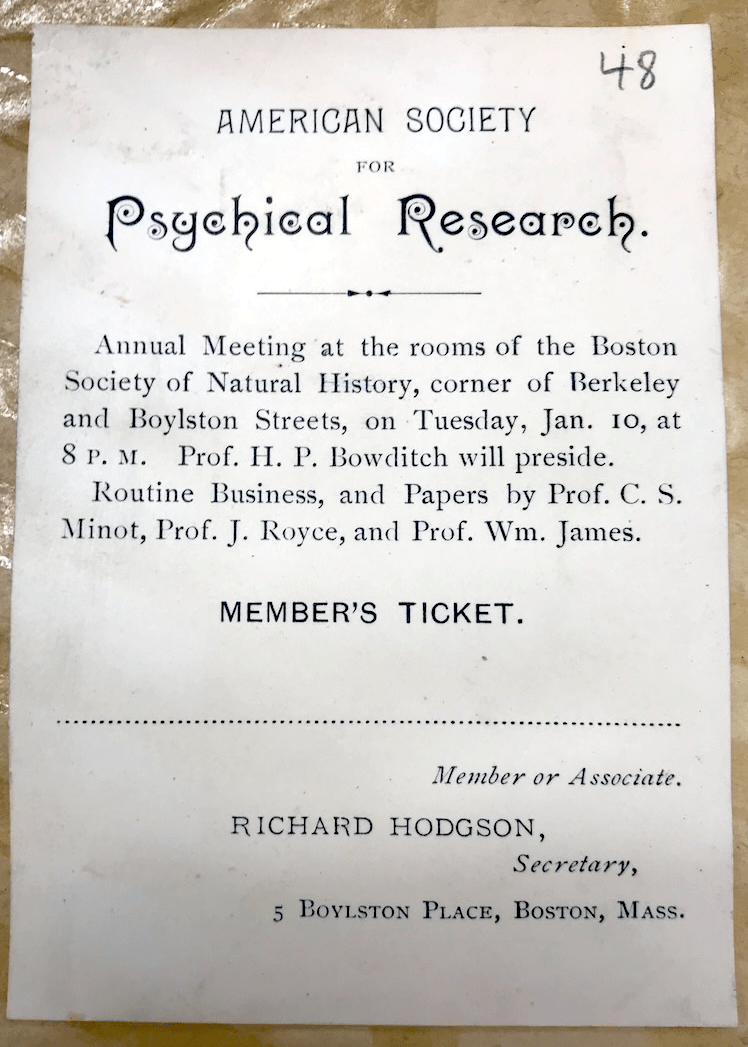 48
AMERICAN SOCIETY
FOR
Psychical Research.
Annual Meeting at the rooms of the Boston
Society of Natural History, corner of Berkeley
and Boylston Streets, on Tuesday, Jan. 10, at
8 P. M. Prof. H. P. Bowditch will preside.
Routine Business, and Papers by Prof. C. S.
Minot, Prof. J. Royce, and Prof. Wm. James.
MEMBER'S TICKET.
Member or Associate.
RICHARD HODGSON,
Secretary,
5 BOYLSTON PLACE, BOSTON, MASS.